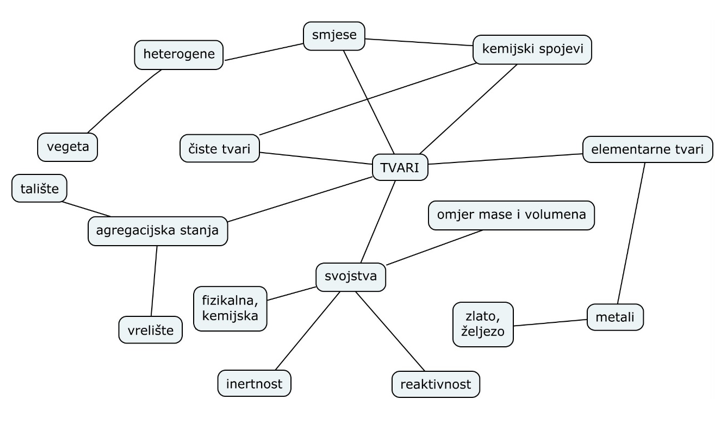 smjese
heterogene
kemijski spojevi
vegeta
čiste tvari
elementarne tvari
TVARI
talište
agregacijska stanja
omjer mase i volumena
svojstva
fizikalna,
kemijska
zlato,
željezo
metali
vrelište
inertnost
reaktivnost